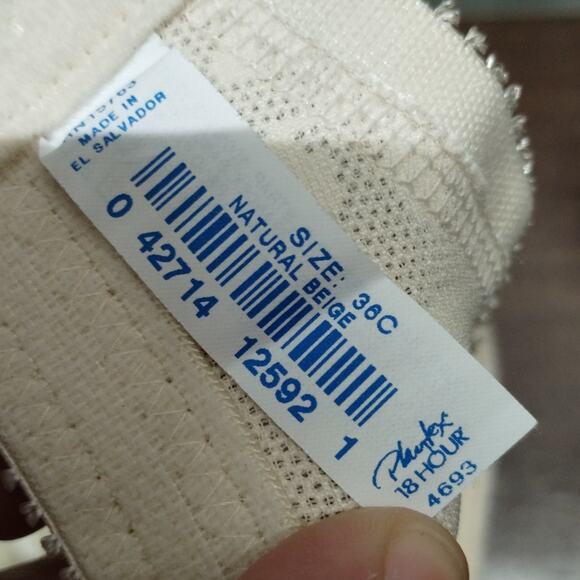 SIZE: 36C
NATURAL BEIGE
0 42714 12592 1
Playtex
18 HOUR
4693
MADE IN
EL SALVADOR